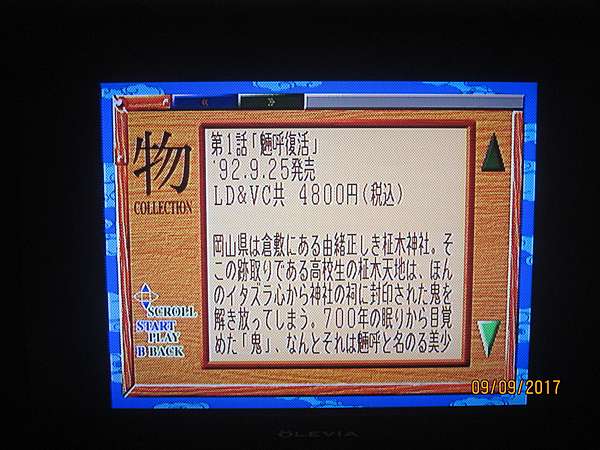 «
»
物
COLLECTION
第1話「魎呼復活」
'92.9.25発売
LD&VC共 4800円(税込)
岡山県は倉敷にある由緒正しき柾木神社。そ
この跡取りである高校生の柾木天地は、ほん
のイタズラ心から神社の祠に封印された鬼を
解き放ってしまう。700年の眠りから目覚
めた「鬼」、なんとそれは魎呼と名のる美少
SCROLL
START
PLAY
B BACK
09/09/2017
OLEVIA